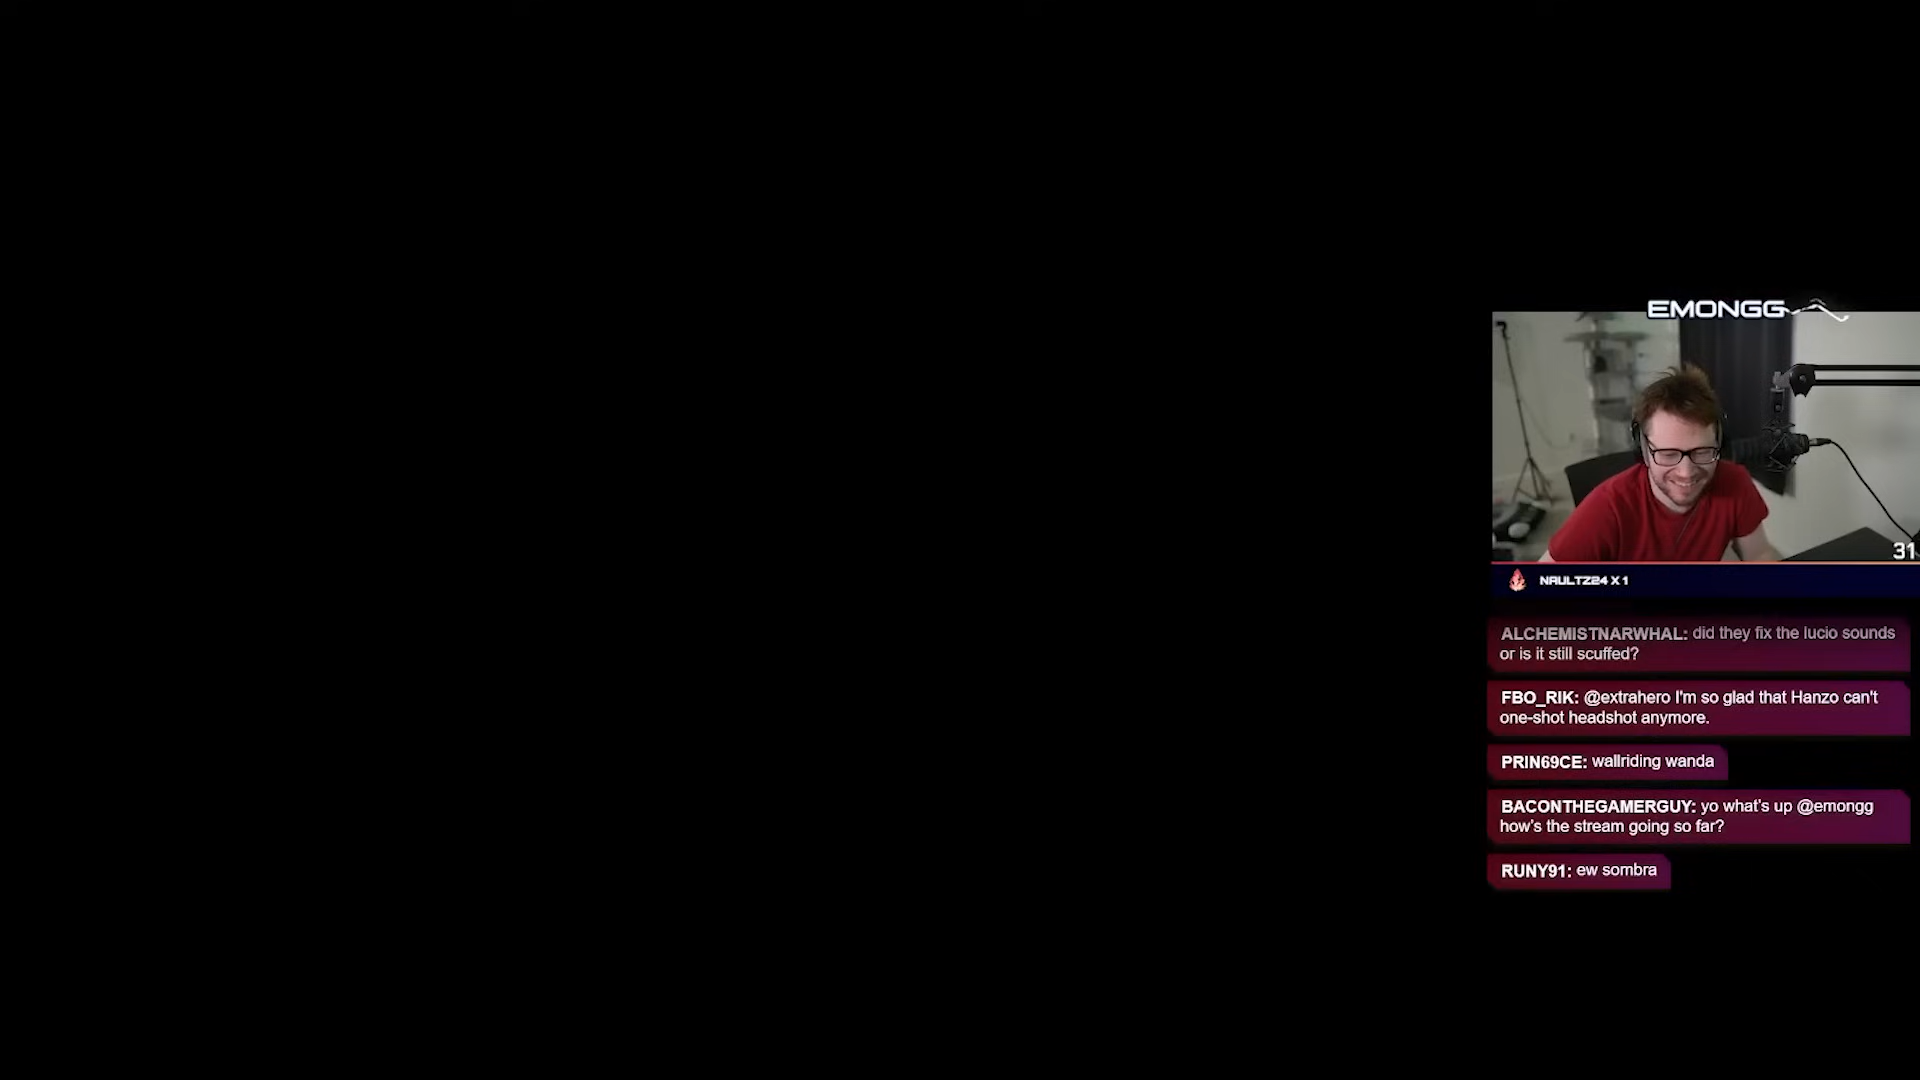 EMONGG
31
NAULTZ24 X 1
ALCHEMISTNARWHAL: did they fix the lucio sounds
or is it still scuffed?
FBO_RIK: @extrahero I'm so glad that Hanzo can't
one-shot headshot anymore.
PRIN69CE: wallriding wanda
BACONTHEGAMERGUY: yo what's up @emongg
how's the stream going so far?
RUNY91: ew sombra